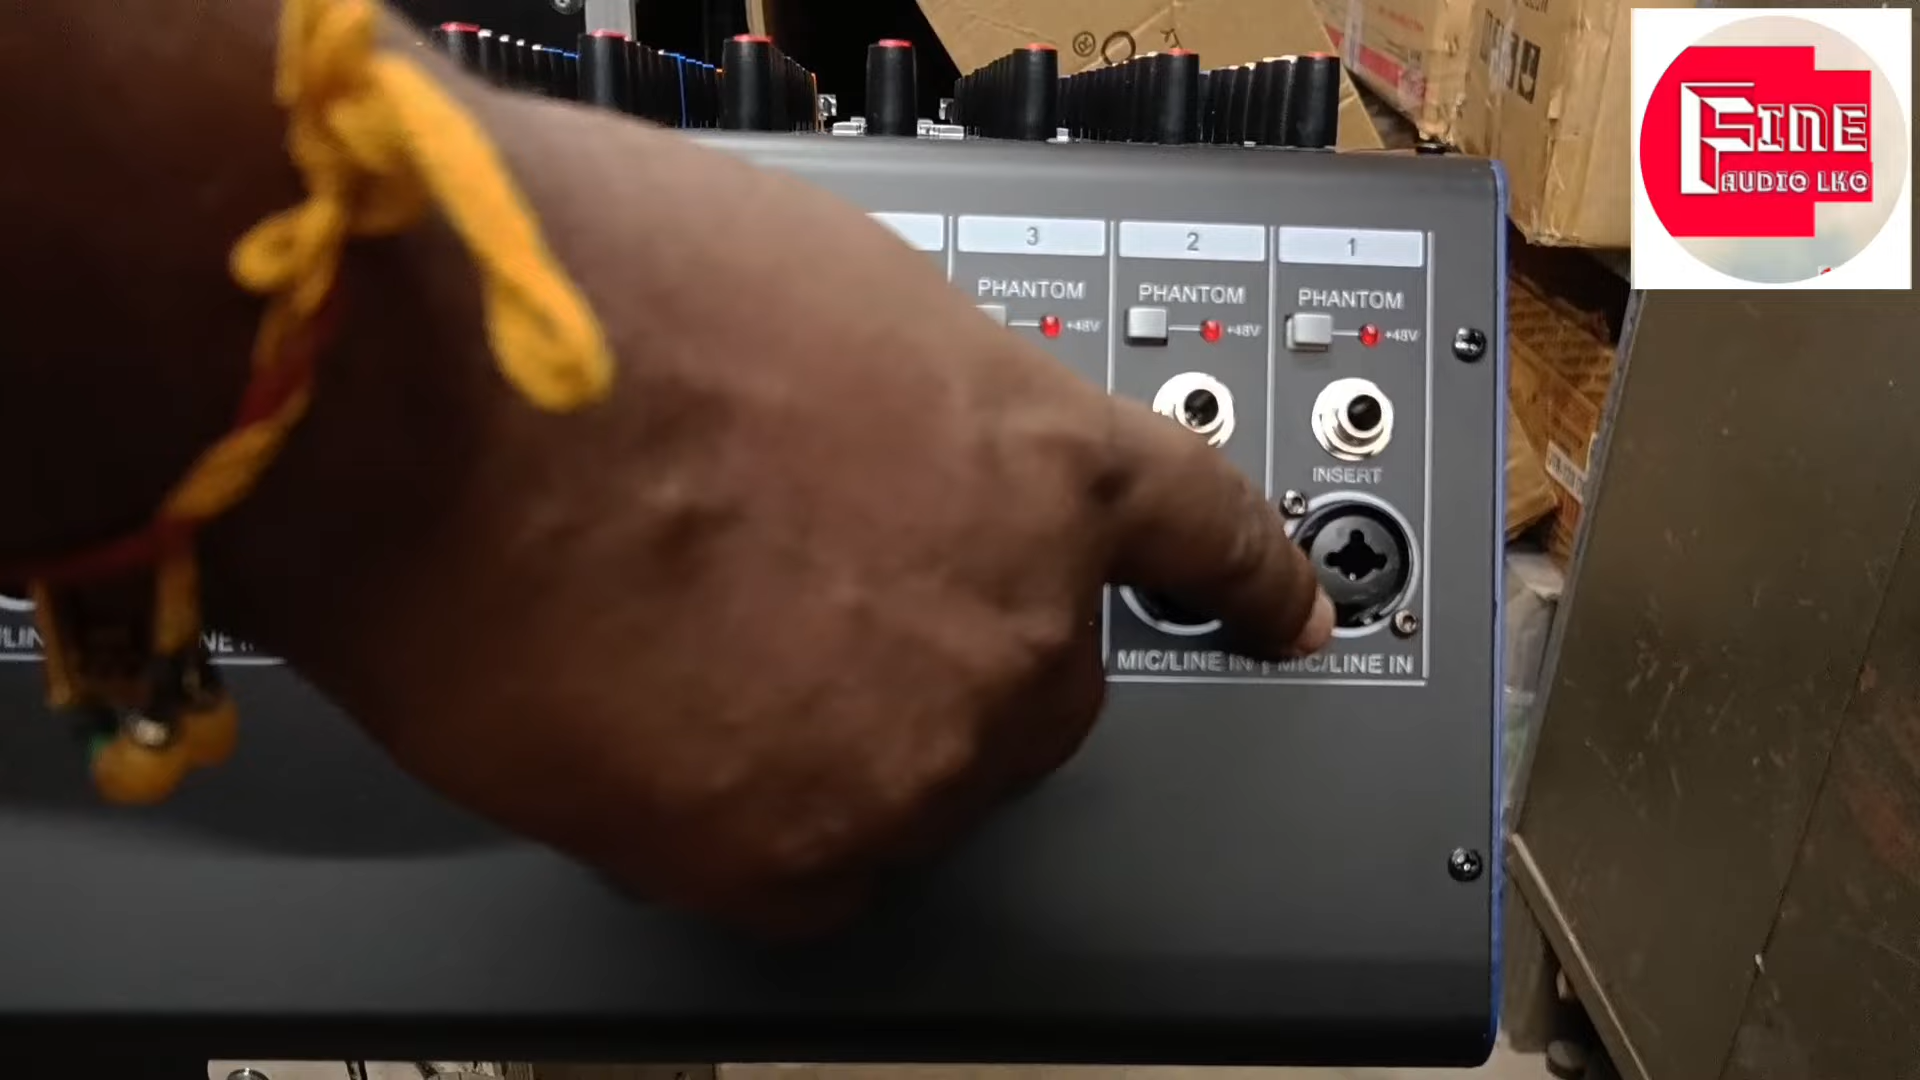 FINE
AUDIO LKO
3
2
1
PHANTOM
PHANTOM
PHANTOM
+48V
+48V
+48V
INSERT
MIC/LINE IN
MIC/LINE IN